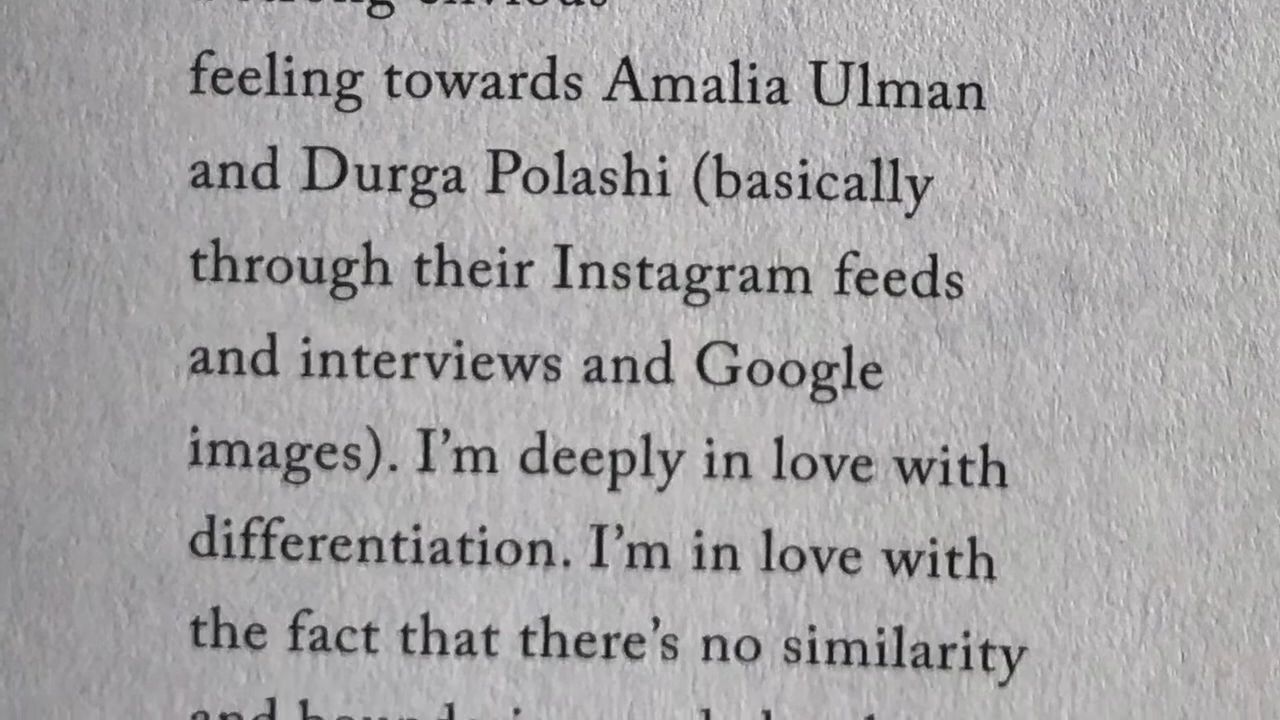 feeling towards Amalia Ulman
and Durga Polashi (basically
through their Instagram feeds
and interviews and Google
images). I'm deeply in love with
differentiation. I'm in love with
the fact that there's no similarity
and